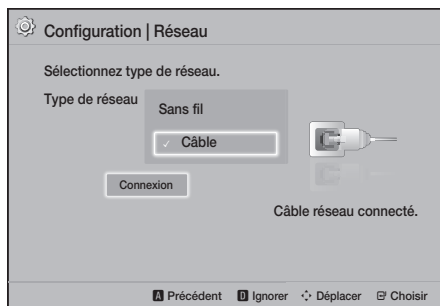 Configuration | Réseau
Sélectionnez type de réseau.
Type de réseau
Sans fil
✓ Câble
Connexion
Câble réseau connecté.
A Précédent D Ignorer Déplacer Choisir